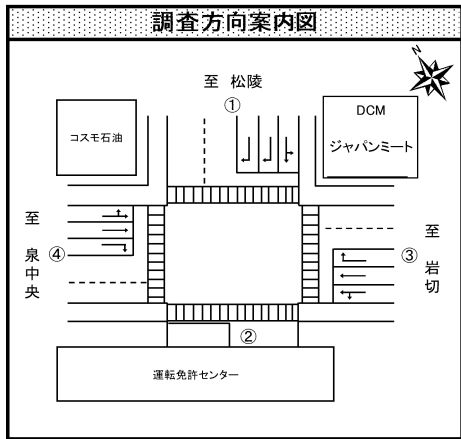 調査方向案内図
N
至 松陵
①
コスモ石油
DCM
ジャパンミート
至 泉中央
④
③
至 岩切
②
運転免許センター